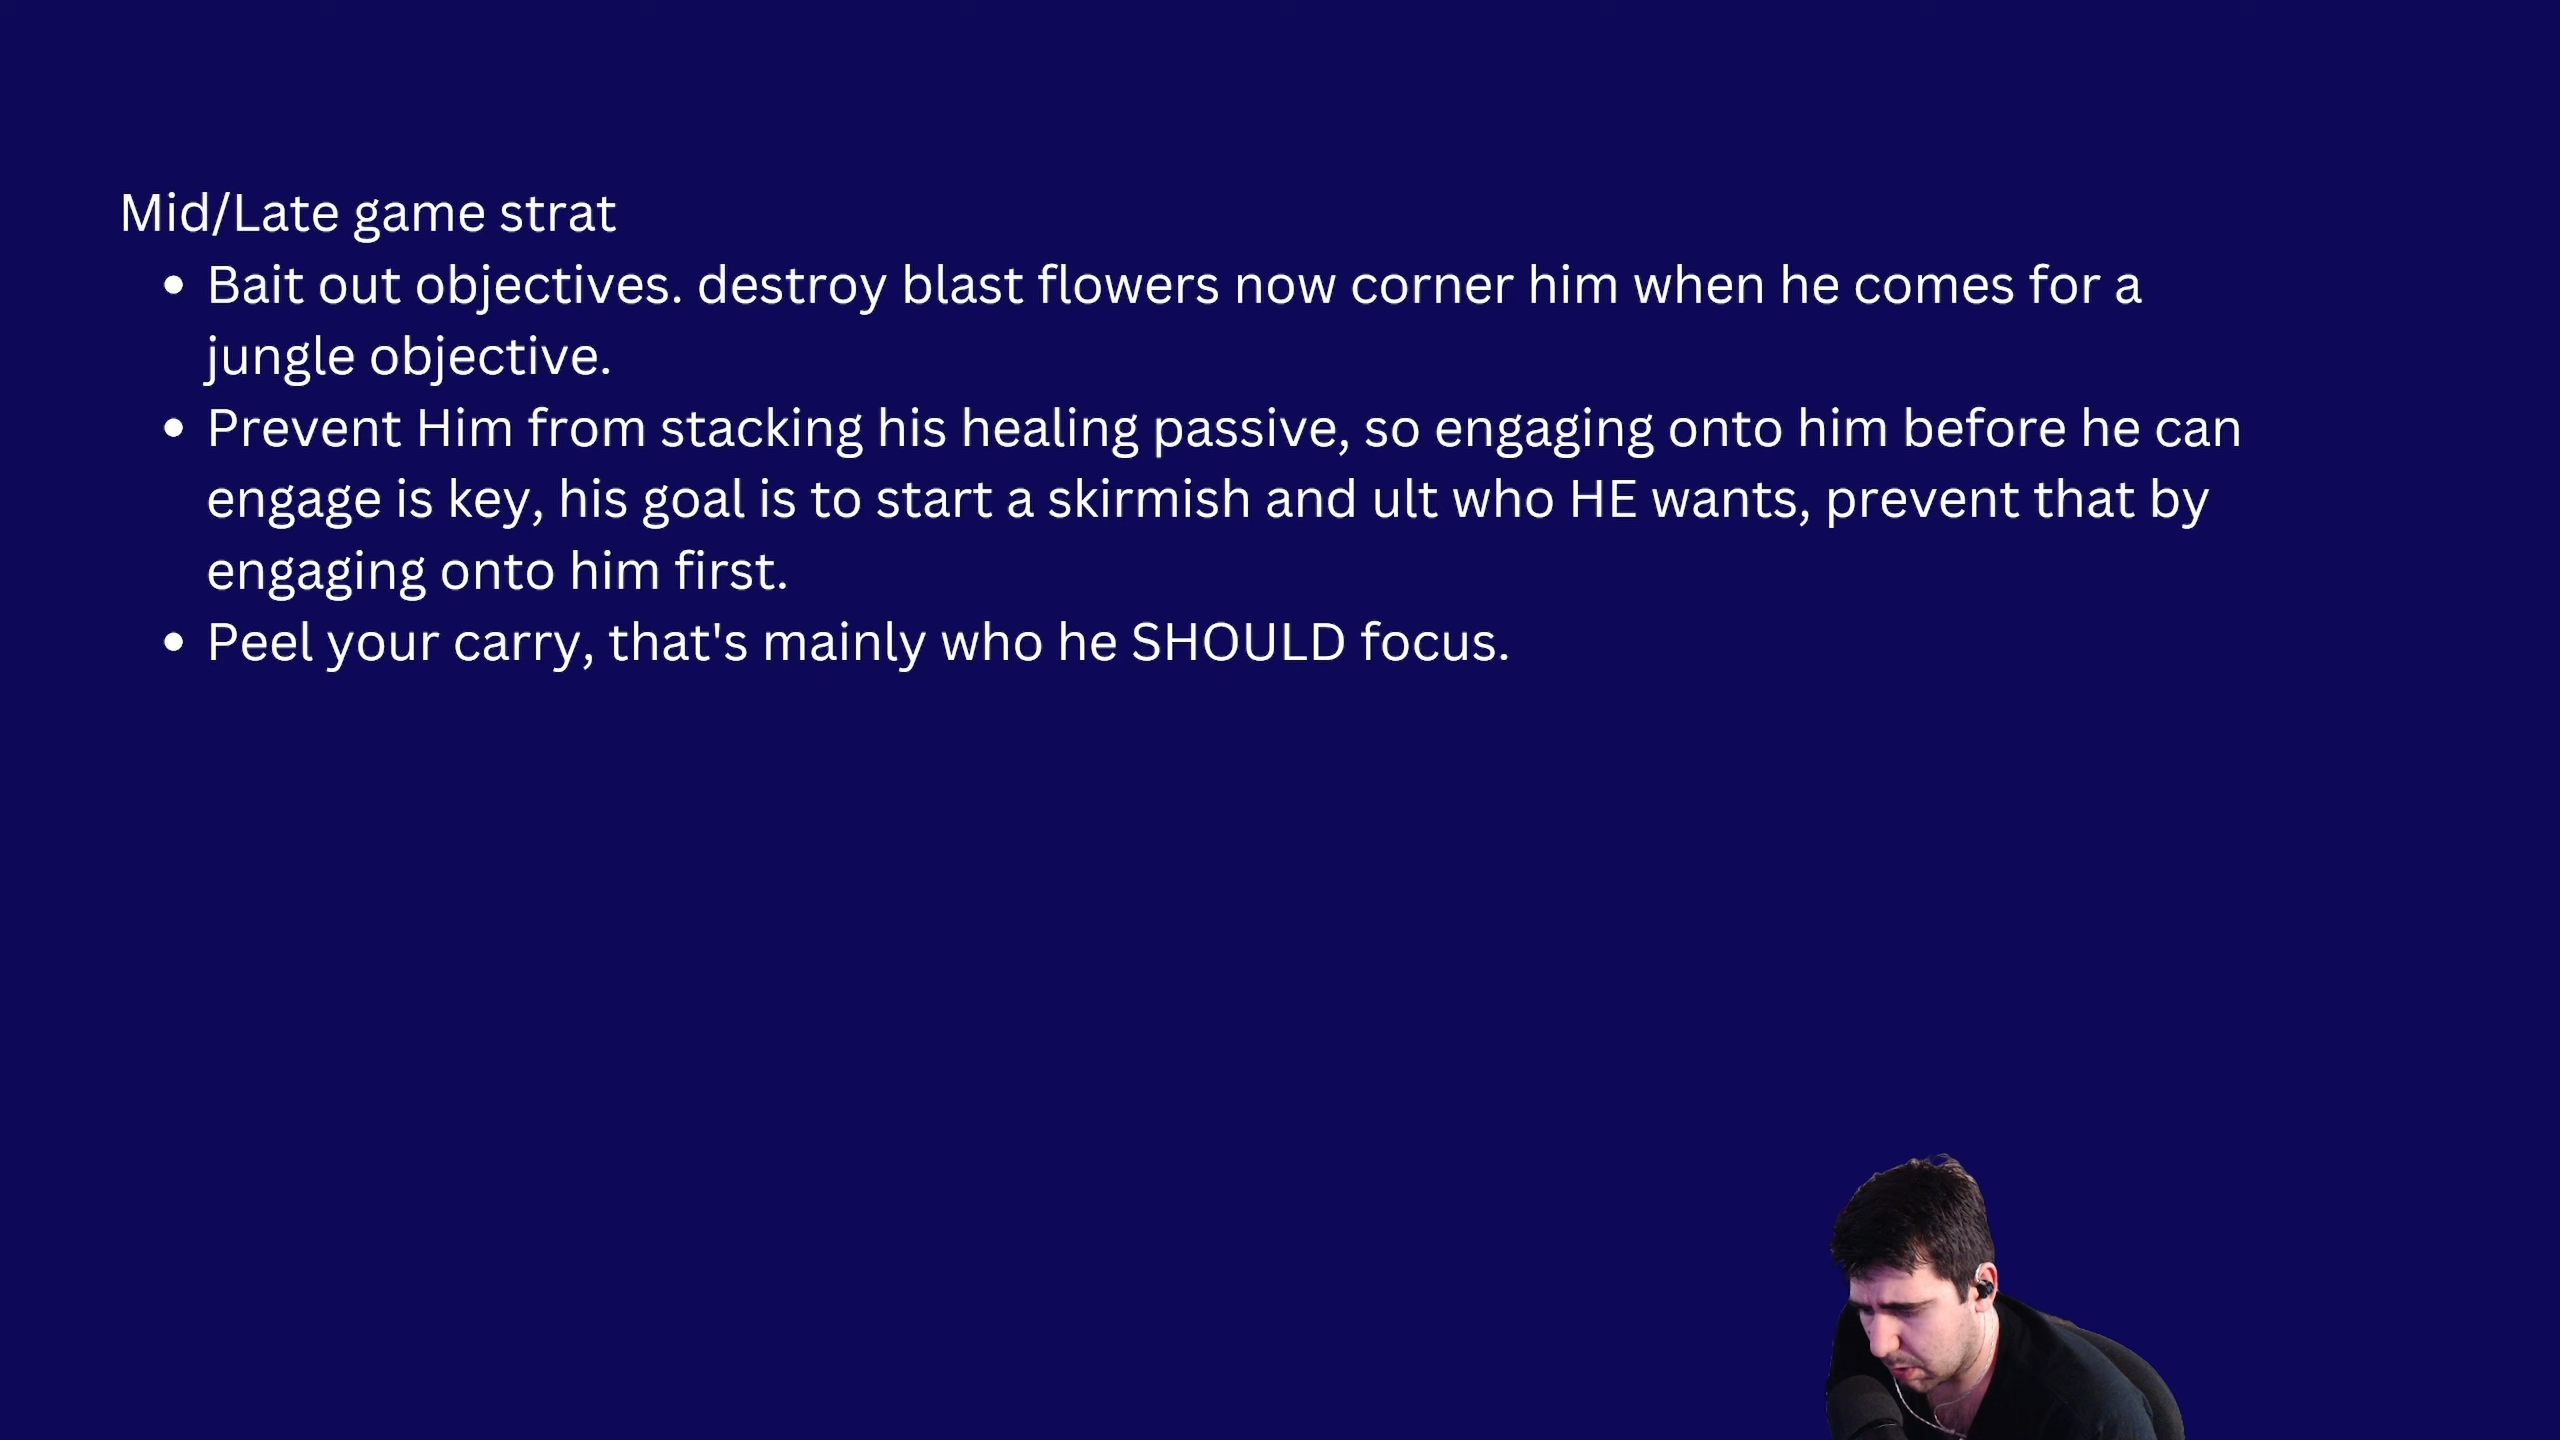 Mid/Late game strat
• Bait out objectives. destroy blast flowers now corner him when he comes for a
jungle objective.
• Prevent Him from stacking his healing passive, so engaging onto him before he can
engage is key, his goal is to start a skirmish and ult who HE wants, prevent that by
engaging onto him first.
• Peel your carry, that's mainly who he SHOULD focus.